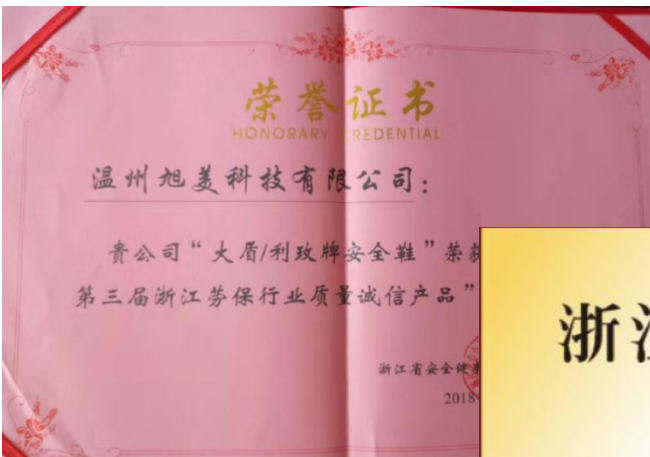 荣誉证书
HONORARY CREDENTIAL
温州旭美科技有限公司：
贵公司“大盾/利玫牌安全鞋”荣获
第三届浙江劳保行业质量诚信产品”
浙江省安全健
2018
浙江